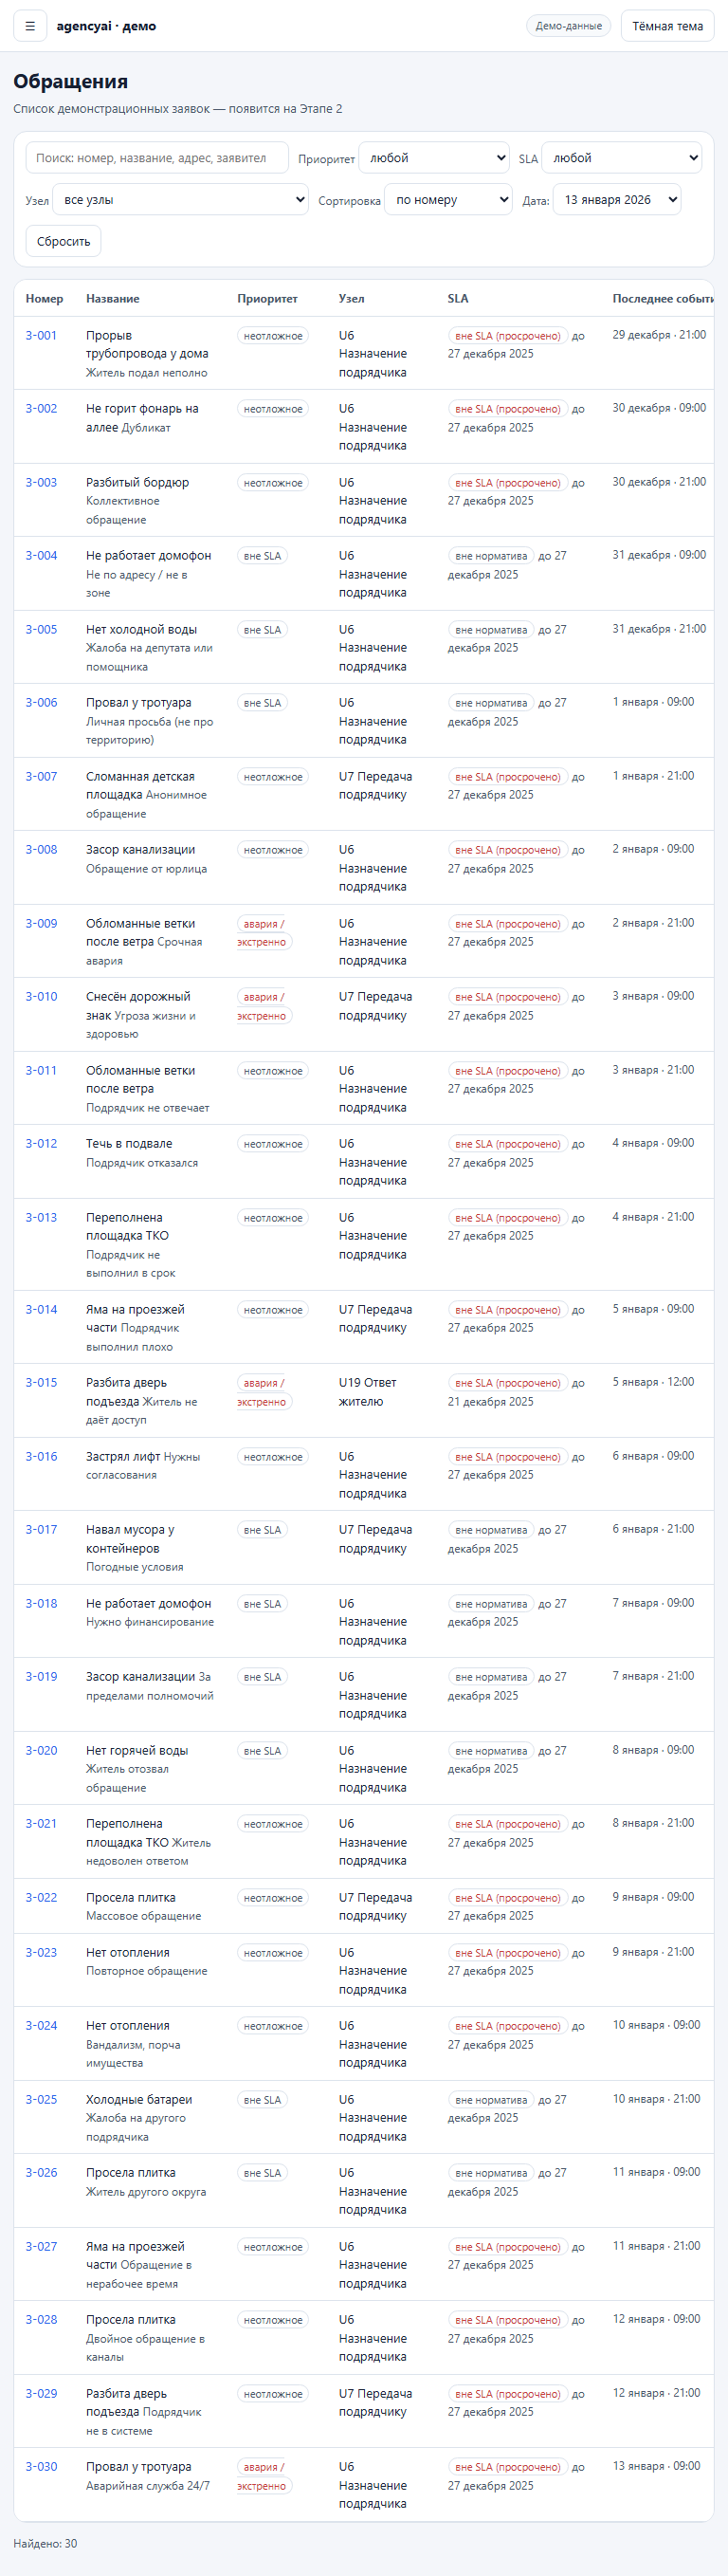 ☰ agencyai · демо Демо-данные Тёмная тема
Обращения
Список демонстрационных заявок — появится на Этапе 2
Поиск: номер, название, адрес, заявител Приоритет любой SLA любой
Узел все узлы Сортировка по номеру Дата: 13 января 2026
Сбросить
Номер Название Приоритет Узел SLA Последнее событи
З-001 Прорыв неотложное U6 вне SLA (просрочено) до 29 декабря · 21:00
трубопровода у дома Назначение 27 декабря 2025
Житель подал неполно подрядчика
З-002 Не горит фонарь на неотложное U6 вне SLA (просрочено) до 30 декабря · 09:00
аллее Дубликат Назначение 27 декабря 2025
подрядчика
З-003 Разбитый бордюр неотложное U6 вне SLA (просрочено) до 30 декабря · 21:00
Коллективное Назначение 27 декабря 2025
обращение подрядчика
З-004 Не работает домофон вне SLA U6 вне норматива до 27 31 декабря · 09:00
Не по адресу / не в Назначение декабря 2025
зоне подрядчика
З-005 Нет холодной воды вне SLA U6 вне норматива до 27 31 декабря · 21:00
Жалоба на депутата или Назначение декабря 2025
помощника подрядчика
З-006 Провал у тротуара вне SLA U6 вне норматива до 27 1 января · 09:00
Личная просьба (не про Назначение декабря 2025
территорию) подрядчика
З-007 Сломанная детская неотложное U7 Передача вне SLA (просрочено) до 1 января · 21:00
площадка Анонимное подрядчику 27 декабря 2025
обращение
З-008 Засор канализации неотложное U6 вне SLA (просрочено) до 2 января · 09:00
Обращение от юрлица Назначение 27 декабря 2025
подрядчика
З-009 Обломанные ветки авария / U6 вне SLA (просрочено) до 2 января · 21:00
после ветра Срочная экстренно Назначение 27 декабря 2025
авария подрядчика
З-010 Снесён дорожный авария / U7 Передача вне SLA (просрочено) до 3 января · 09:00
знак Угроза жизни и экстренно подрядчику 27 декабря 2025
здоровью
З-011 Обломанные ветки неотложное U6 вне SLA (просрочено) до 3 января · 21:00
после ветра Назначение 27 декабря 2025
Подрядчик не отвечает подрядчика
З-012 Течь в подвале неотложное U6 вне SLA (просрочено) до 4 января · 09:00
Подрядчик отказался Назначение 27 декабря 2025
подрядчика
З-013 Переполнена неотложное U6 вне SLA (просрочено) до 4 января · 21:00
площадка ТКО Назначение 27 декабря 2025
Подрядчик не подрядчика
выполнил в срок
З-014 Яма на проезжей неотложное U7 Передача вне SLA (просрочено) до 5 января · 09:00
части Подрядчик подрядчику 27 декабря 2025
выполнил плохо
З-015 Разбита дверь авария / U19 Ответ вне SLA (просрочено) до 5 января · 12:00
подъезда Житель не экстренно жителю 21 декабря 2025
даёт доступ
З-016 Застрял лифт Нужны неотложное U6 вне SLA (просрочено) до 6 января · 09:00
согласования Назначение 27 декабря 2025
подрядчика
З-017 Навал мусора у вне SLA U7 Передача вне норматива до 27 6 января · 21:00
контейнеров подрядчику декабря 2025
Погодные условия
З-018 Не работает домофон вне SLA U6 вне норматива до 27 7 января · 09:00
Нужно финансирование Назначение декабря 2025
подрядчика
З-019 Засор канализации За вне SLA U6 вне норматива до 27 7 января · 21:00
пределами полномочий Назначение декабря 2025
подрядчика
З-020 Нет горячей воды вне SLA U6 вне норматива до 27 8 января · 09:00
Житель отозвал Назначение декабря 2025
обращение подрядчика
З-021 Переполнена неотложное U6 вне SLA (просрочено) до 8 января · 21:00
площадка ТКО Житель Назначение 27 декабря 2025
недоволен ответом подрядчика
З-022 Просела плитка неотложное U7 Передача вне SLA (просрочено) до 9 января · 09:00
Массовое обращение подрядчику 27 декабря 2025
З-023 Нет отопления неотложное U6 вне SLA (просрочено) до 9 января · 21:00
Повторное обращение Назначение 27 декабря 2025
подрядчика
З-024 Нет отопления неотложное U6 вне SLA (просрочено) до 10 января · 09:00
Вандализм, порча Назначение 27 декабря 2025
имущества подрядчика
З-025 Холодные батареи вне SLA U6 вне норматива до 27 10 января · 21:00
Жалоба на другого Назначение декабря 2025
подрядчика подрядчика
З-026 Просела плитка вне SLA U6 вне норматива до 27 11 января · 09:00
Житель другого округа Назначение декабря 2025
подрядчика
З-027 Яма на проезжей неотложное U6 вне SLA (просрочено) до 11 января · 21:00
части Обращение в Назначение 27 декабря 2025
нерабочее время подрядчика
З-028 Просела плитка неотложное U6 вне SLA (просрочено) до 12 января · 09:00
Двойное обращение в Назначение 27 декабря 2025
каналы подрядчика
З-029 Разбита дверь неотложное U7 Передача вне SLA (просрочено) до 12 января · 21:00
подъезда Подрядчик подрядчику 27 декабря 2025
не в системе
З-030 Провал у тротуара авария / U6 вне SLA (просрочено) до 13 января · 09:00
Аварийная служба 24/7 экстренно Назначение 27 декабря 2025
подрядчика
Найдено: 30